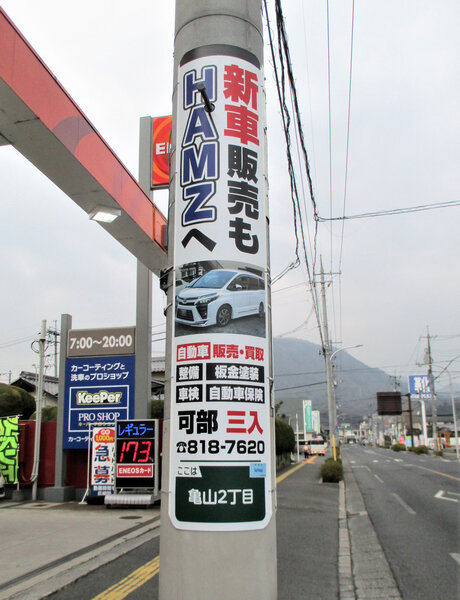 新車販売も
HAMZへ
自動車 販売・買取
整備 板金塗装
車検 自動車保険
可部 三入
☎818-7620
ここは
亀山2丁目
7:00~20:00
カーコーティングと
洗車のプロショップ
KeePer
PRO SHOP
急募
レギュラー
173
ENEOSカード
靴